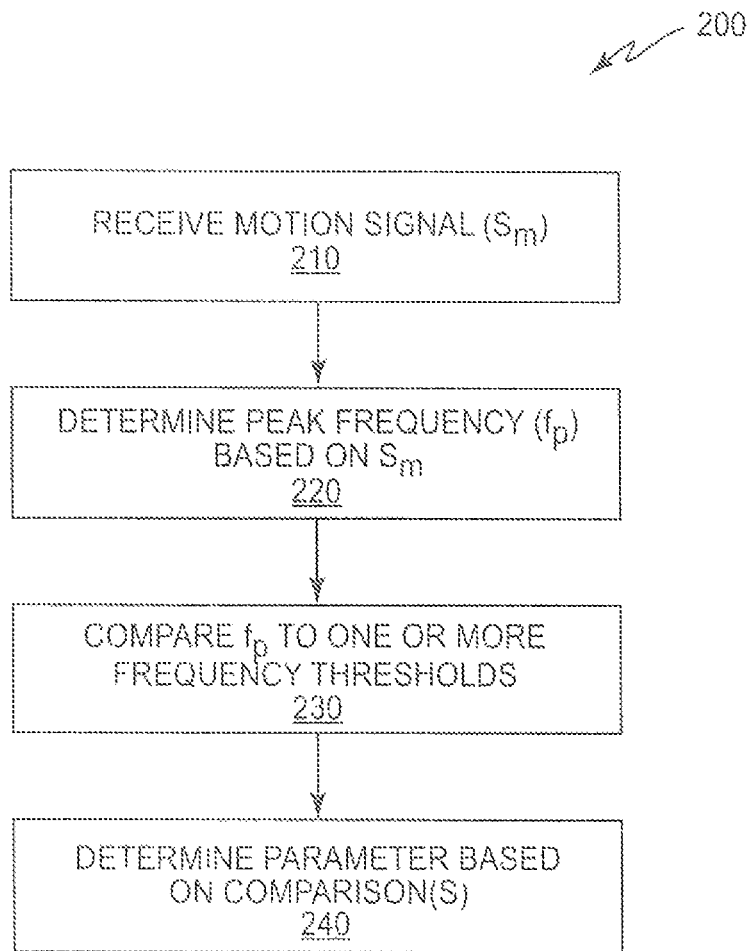 200
RECEIVE MOTION SIGNAL (Sm)
210
DETERMINE PEAK FREQUENCY (fp)
BASED ON Sm
220
COMPARE fp TO ONE OR MORE
FREQUENCY THRESHOLDS
230
DETERMINE PARAMETER BASED
ON COMPARISON(S)
240